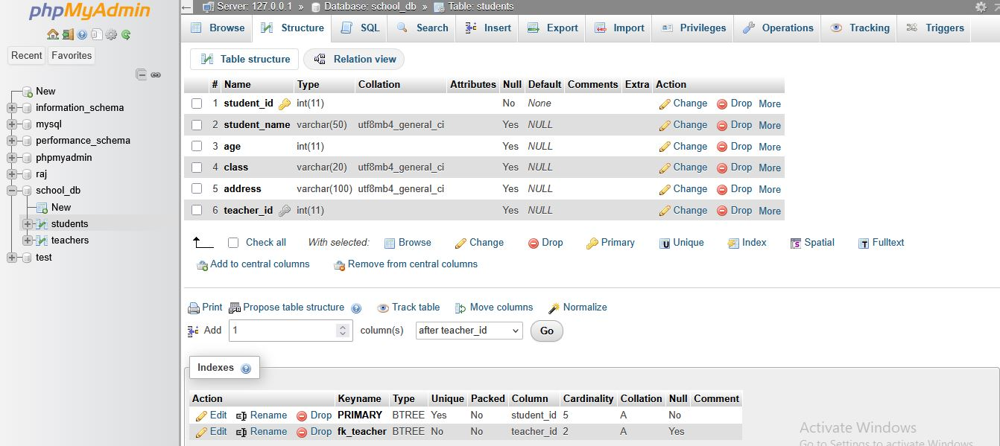 phpMyAdmin
Recent Favorites
New
information_schema
mysql
performance_schema
phpmyadmin
raj
school_db
New
students
teachers
test
Server: 127.0.0.1 » Database: school_db » Table: students
Browse Structure SQL Search Insert Export Import Privileges Operations Tracking Triggers
Table structure Relation view
# Name Type Collation Attributes Null Default Comments Extra Action
1 student_id int(11) No None Change Drop More
2 student_name varchar(50) utf8mb4_general_ci Yes NULL Change Drop More
3 age int(11) Yes NULL Change Drop More
4 class varchar(20) utf8mb4_general_ci Yes NULL Change Drop More
5 address varchar(100) utf8mb4_general_ci Yes NULL Change Drop More
6 teacher_id int(11) Yes NULL Change Drop More
Check all With selected: Browse Change Drop Primary Unique Index Spatial Fulltext
Add to central columns Remove from central columns
Print Propose table structure Track table Move columns Normalize
Add 1 column(s) after teacher_id Go
Indexes
Action Keyname Type Unique Packed Column Cardinality Collation Null Comment
Edit Rename Drop PRIMARY BTREE Yes No student_id 5 A No
Edit Rename Drop fk_teacher BTREE No No teacher_id 2 A Yes
Activate Windows
Go to Settings to activate Windows.